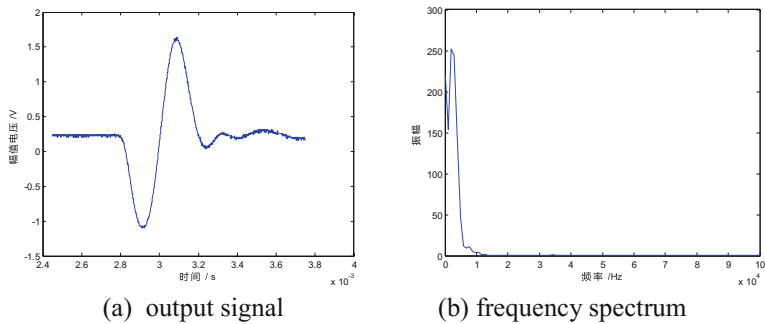 2
1.5
1
0.5
0
-0.5
-1
-1.5
幅值电压 /V
2.4 2.6 2.8 3 3.2 3.4 3.6 3.8 4
时间 / s
x 10⁻³
(a) output signal
300
250
200
150
100
50
0
振幅
0 1 2 3 4 5 6 7 8 9 10
频率 /Hz
x 10⁴
(b) frequency spectrum